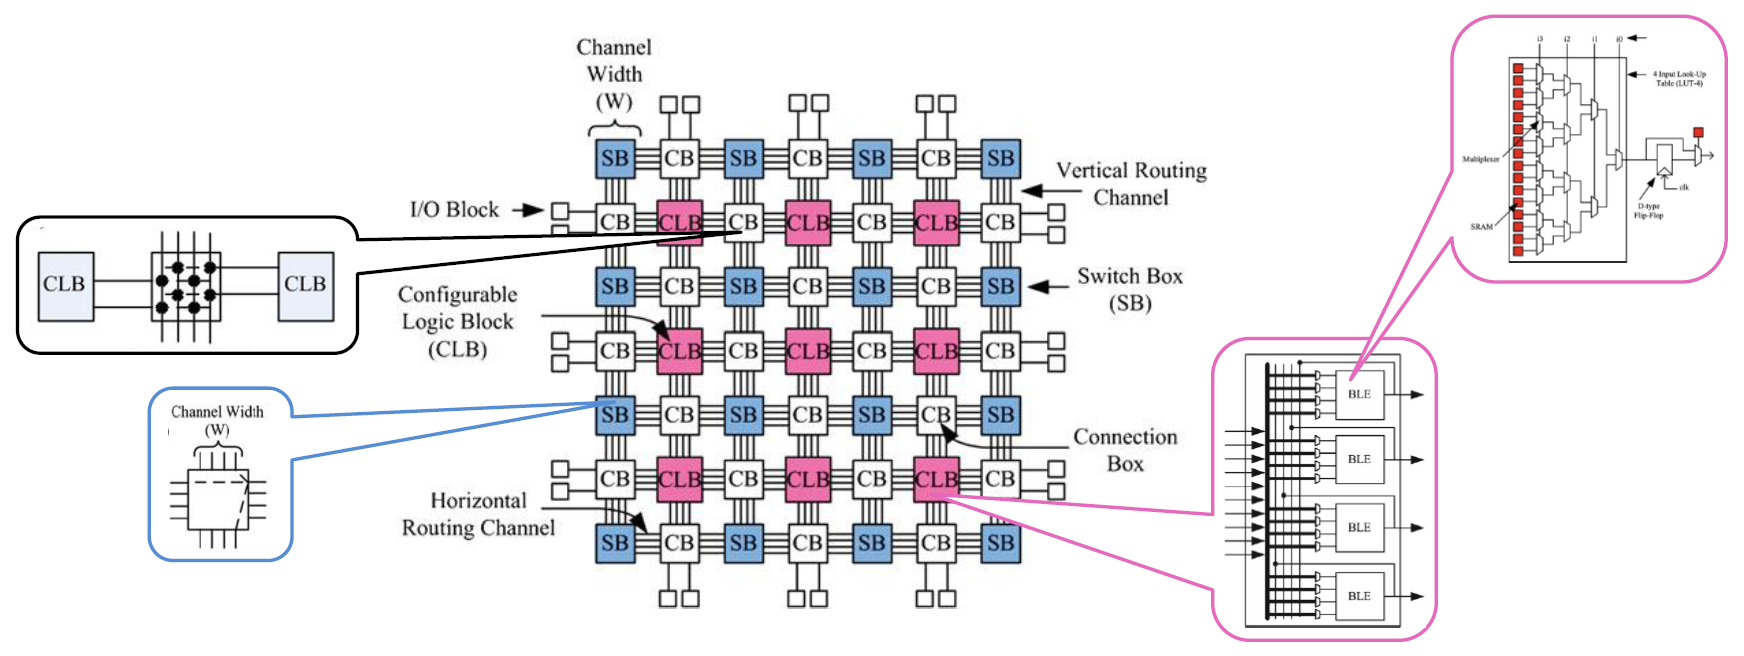 Channel
Width
(W)
SB CB SB CB SB CB SB
Vertical Routing
Channel
I/O Block
CB CLB CB CLB CB CLB CB
CLB CLB
Configurable
Logic Block
(CLB)
SB CB SB CB SB CB SB
Switch Box
(SB)
CB CLB CB CLB CB CLB CB
Channel Width
(W)
SB CB SB CB SB CB SB
Connection
Box
CB CLB CB CLB CB CLB CB
Horizontal
Routing Channel
SB CB SB CB SB CB SB
i3 i2 i1 i0
4 Input Look-Up
Table (LUT-4)
Multiplexer
SRAM
clk
D-type
Flip-Flop
BLE
BLE
BLE
BLE